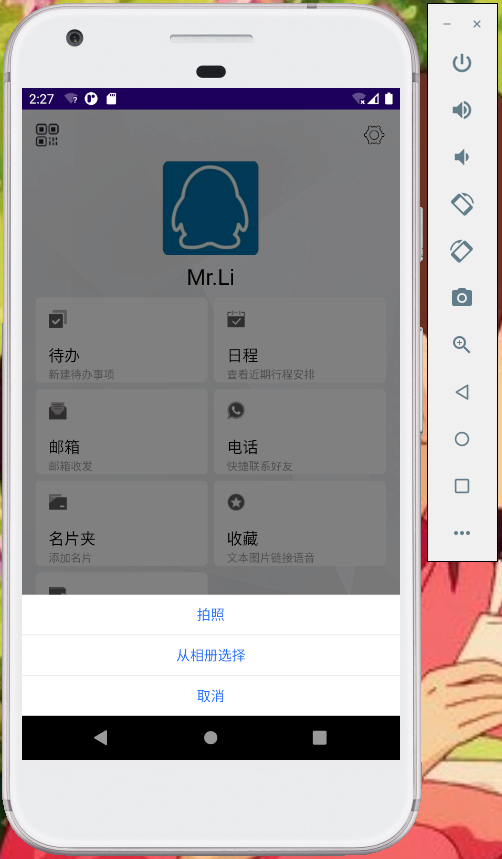 2:27
Mr.Li
待办
新建待办事项
日程
查看近期行程安排
邮箱
邮箱收发
电话
快捷联系好友
名片夹
添加名片
收藏
文本图片链接语音
拍照
从相册选择
取消